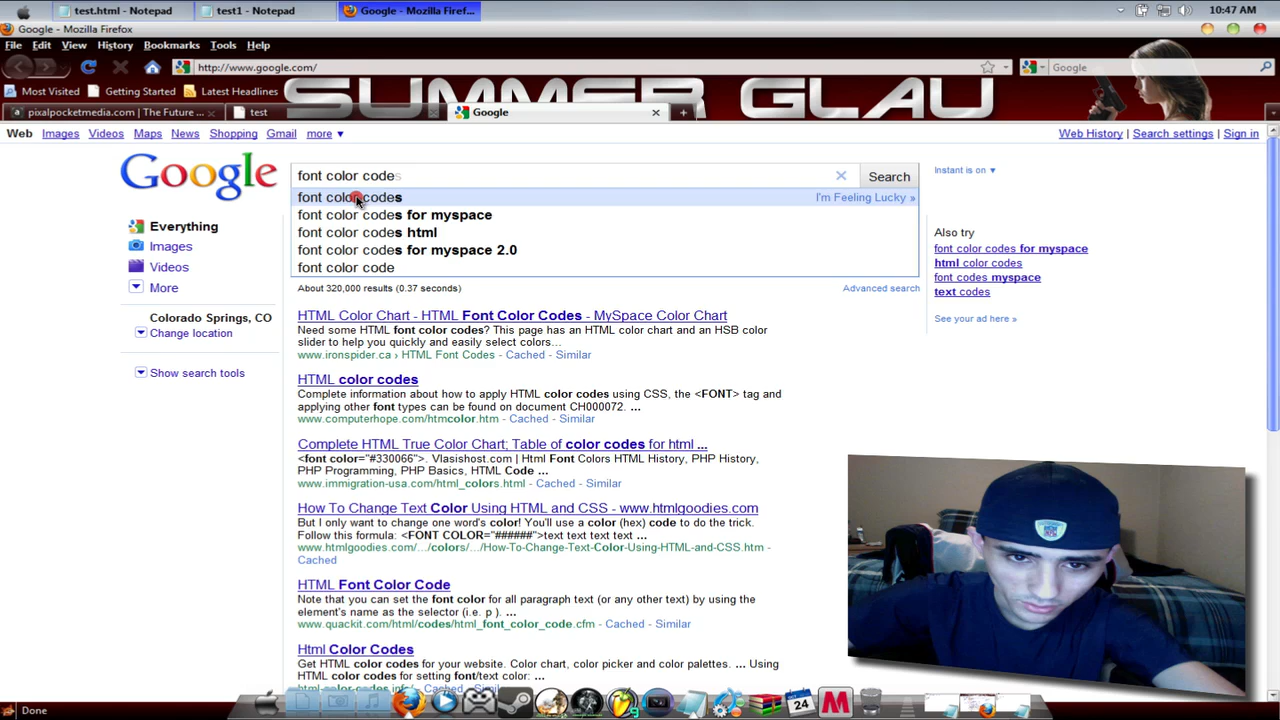 test.html - Notepad
test1 - Notepad
Google - Mozilla Firef...
10:47 AM
Google - Mozilla Firefox
File Edit View History Bookmarks Tools Help
http://www.google.com/
Google
Most Visited Getting Started Latest Headlines
SUMMER GLAU
pixalpocketmedia.com | The Future ...
test
Google
Web Images Videos Maps News Shopping Gmail more
Web History | Search settings | Sign in
Google
font color codes
Search
Instant is on
font color codes
I'm Feeling Lucky »
font color codes for myspace
font color codes html
font color codes for myspace 2.0
font color code
Everything
Images
Videos
More
Colorado Springs, CO
Change location
Show search tools
About 320,000 results (0.37 seconds)
Advanced search
HTML Color Chart - HTML Font Color Codes - MySpace Color Chart
Need some HTML font color codes? This page has an HTML color chart and an HSB color
slider to help you quickly and easily select colors...
www.ironspider.ca › HTML Font Codes - Cached - Similar
HTML color codes
Complete information about how to apply HTML color codes using CSS, the <FONT> tag and
applying other font types can be found on document CH000072. ...
www.computerhope.com/htmcolor.htm - Cached - Similar
Complete HTML True Color Chart; Table of color codes for html ...
<font color="#330066">. Vlasishost.com | Html Font Colors HTML History, PHP History,
PHP Programming, PHP Basics, HTML Code ...
www.immigration-usa.com/html_colors.html - Cached - Similar
How To Change Text Color Using HTML and CSS - www.htmlgoodies.com
But I only want to change one word's color! You'll use a color (hex) code to do the trick.
Follow this formula: <FONT COLOR="######">text text text text ...
www.htmlgoodies.com/.../colors/.../How-To-Change-Text-Color-Using-HTML-and-CSS.htm -
Cached
HTML Font Color Code
Note that you can set the font color for all paragraph text (or any other text) by using the
element's name as the selector (i.e. p ). ...
www.quackit.com/html/codes/html_font_color_code.cfm - Cached - Similar
Html Color Codes
Get HTML color codes for your website. Color chart, color picker and color palettes. ... Using
HTML color codes for setting font/text color: ...
html-color-codes.info/ - Cached - Similar
Also try
font color codes for myspace
html color codes
font codes myspace
text codes
See your ad here »
24
Done